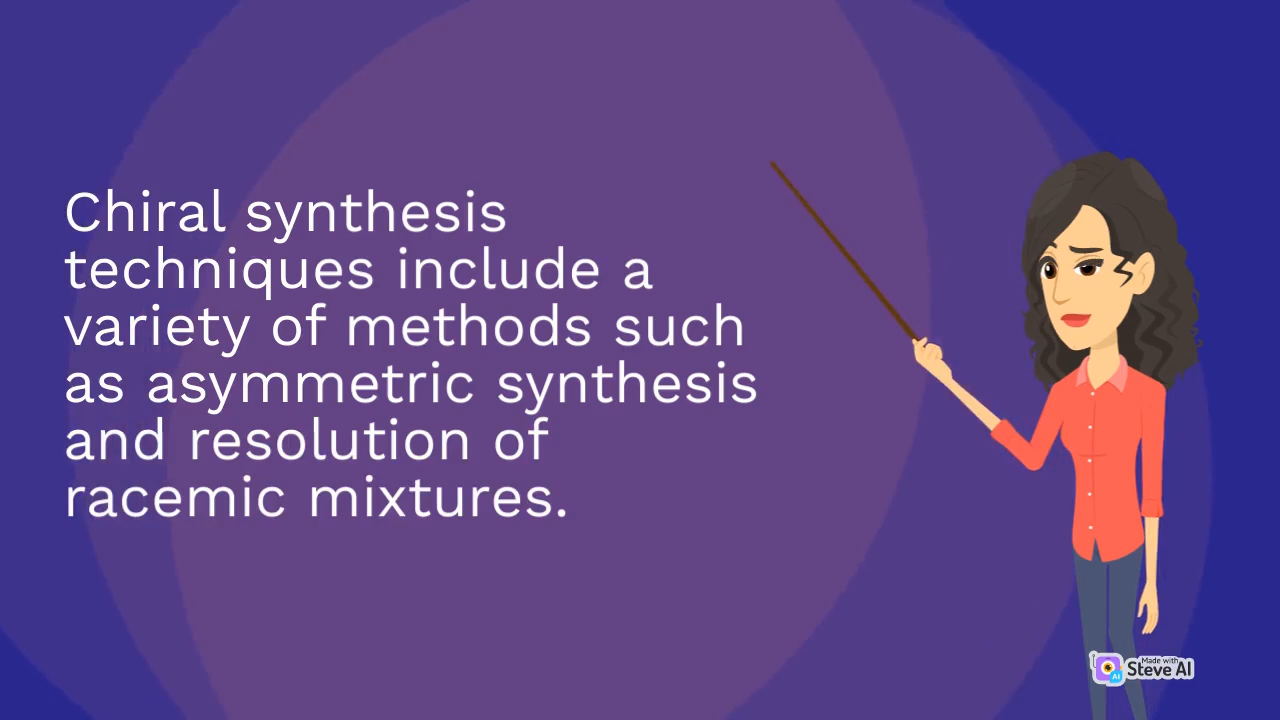 Chiral synthesis
techniques include a
variety of methods such
as asymmetric synthesis
and resolution of
racemic mixtures.
Made with
Steve AI
AI